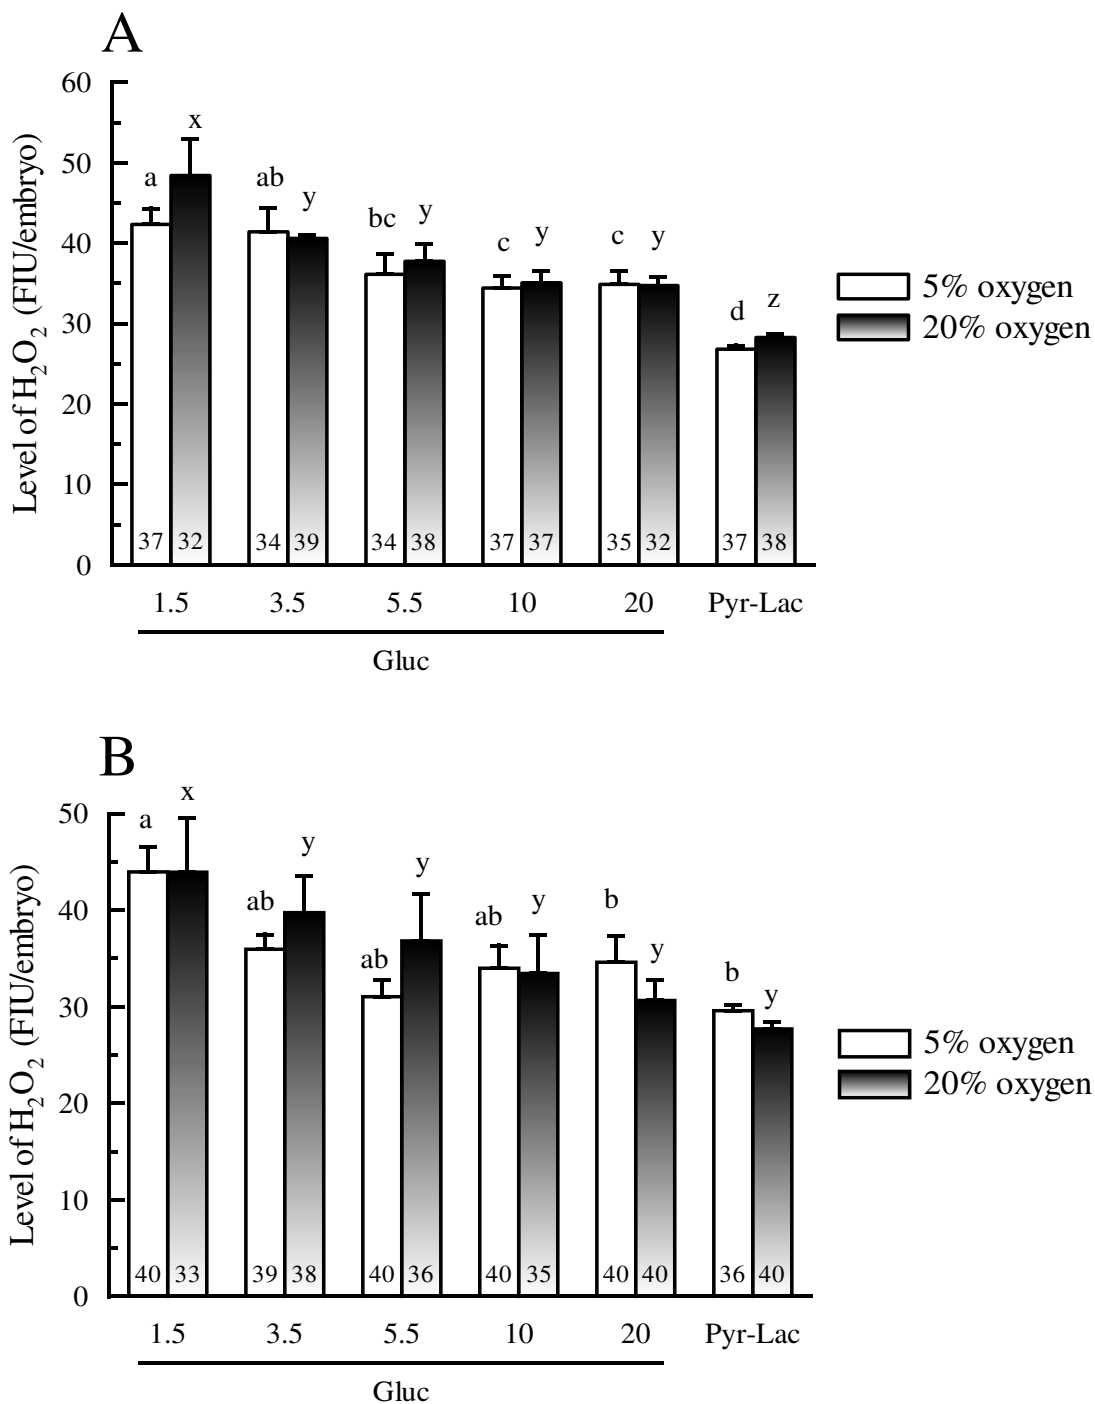 A
Level of H2O2 (FIU/embryo)
60
50
40
30
20
10
0
x
a
ab
y
bc
y
c
y
c
y
d
z
5% oxygen
20% oxygen
37 32 34 39 34 38 37 37 35 32 37 38
1.5 3.5 5.5 10 20 Pyr-Lac
Gluc
B
Level of H2O2 (FIU/embryo)
50
40
30
20
10
0
a
x
ab
y
ab
y
ab
y
b
y
b
y
5% oxygen
20% oxygen
40 33 39 38 40 36 40 35 40 40 36 40
1.5 3.5 5.5 10 20 Pyr-Lac
Gluc